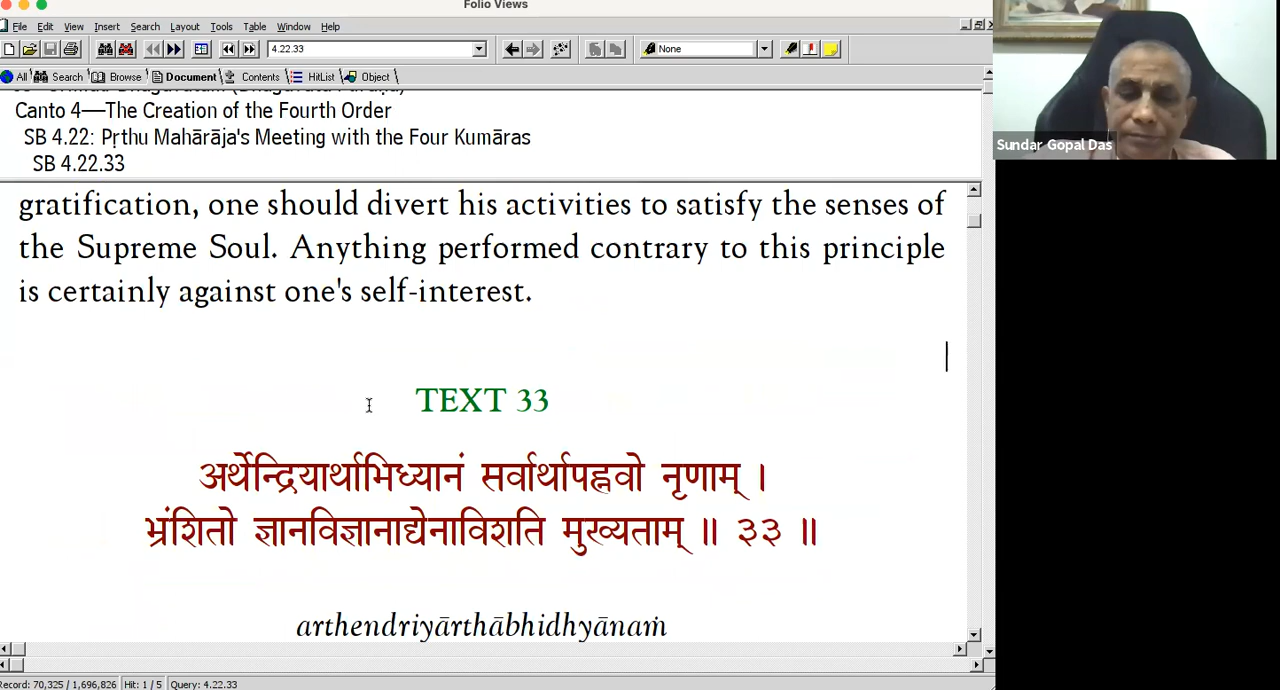 Folio Views
File Edit View Insert Search Layout Tools Table Window Help
4.22.33
None
All Search Browse Document Contents HitList Object
Canto 4—The Creation of the Fourth Order
SB 4.22: Pṛthu Mahārāja's Meeting with the Four Kumāras
SB 4.22.33
gratification, one should divert his activities to satisfy the senses of
the Supreme Soul. Anything performed contrary to this principle
is certainly against one's self-interest.
TEXT 33
अर्थेन्द्रियार्थाभिध्यानं सर्वार्थापह्नवो नृणाम् ।
भ्रंशितो ज्ञानविज्ञानाद्येनाविशति मुख्यताम् ॥ ३३ ॥
arthendriyārthābhidhyānaṁ
Record: 70,325 / 1,696,826 Hit: 1 / 5 Query: 4.22.33
Sundar Gopal Das